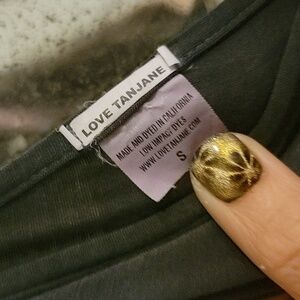 LOVE TANJANE
MADE AND DYED IN CALIFORNIA
LOW IMPACT DYES
WWW.LOVETANJANE.COM
S